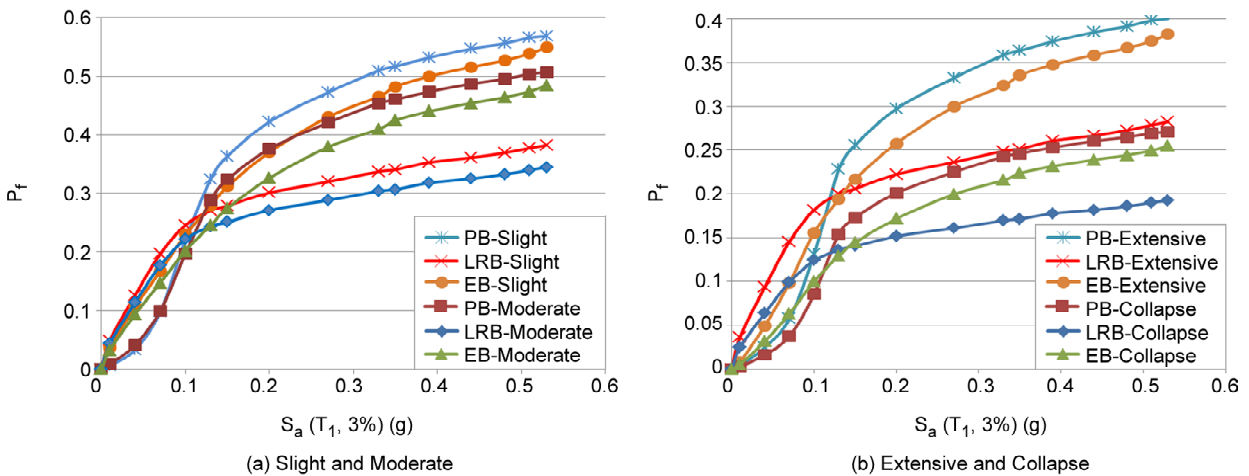 0.6
0.5
0.4
0.3
0.2
0.1
0
P_f
PB-Slight
LRB-Slight
EB-Slight
PB-Moderate
LRB-Moderate
EB-Moderate
0 0.1 0.2 0.3 0.4 0.5 0.6
S_a (T_1, 3%) (g)
(a) Slight and Moderate
0.4
0.35
0.3
0.25
0.2
0.15
0.1
0.05
0
P_f
PB-Extensive
LRB-Extensive
EB-Extensive
PB-Collapse
LRB-Collapse
EB-Collapse
0 0.1 0.2 0.3 0.4 0.5 0.6
S_a (T_1, 3%) (g)
(b) Extensive and Collapse